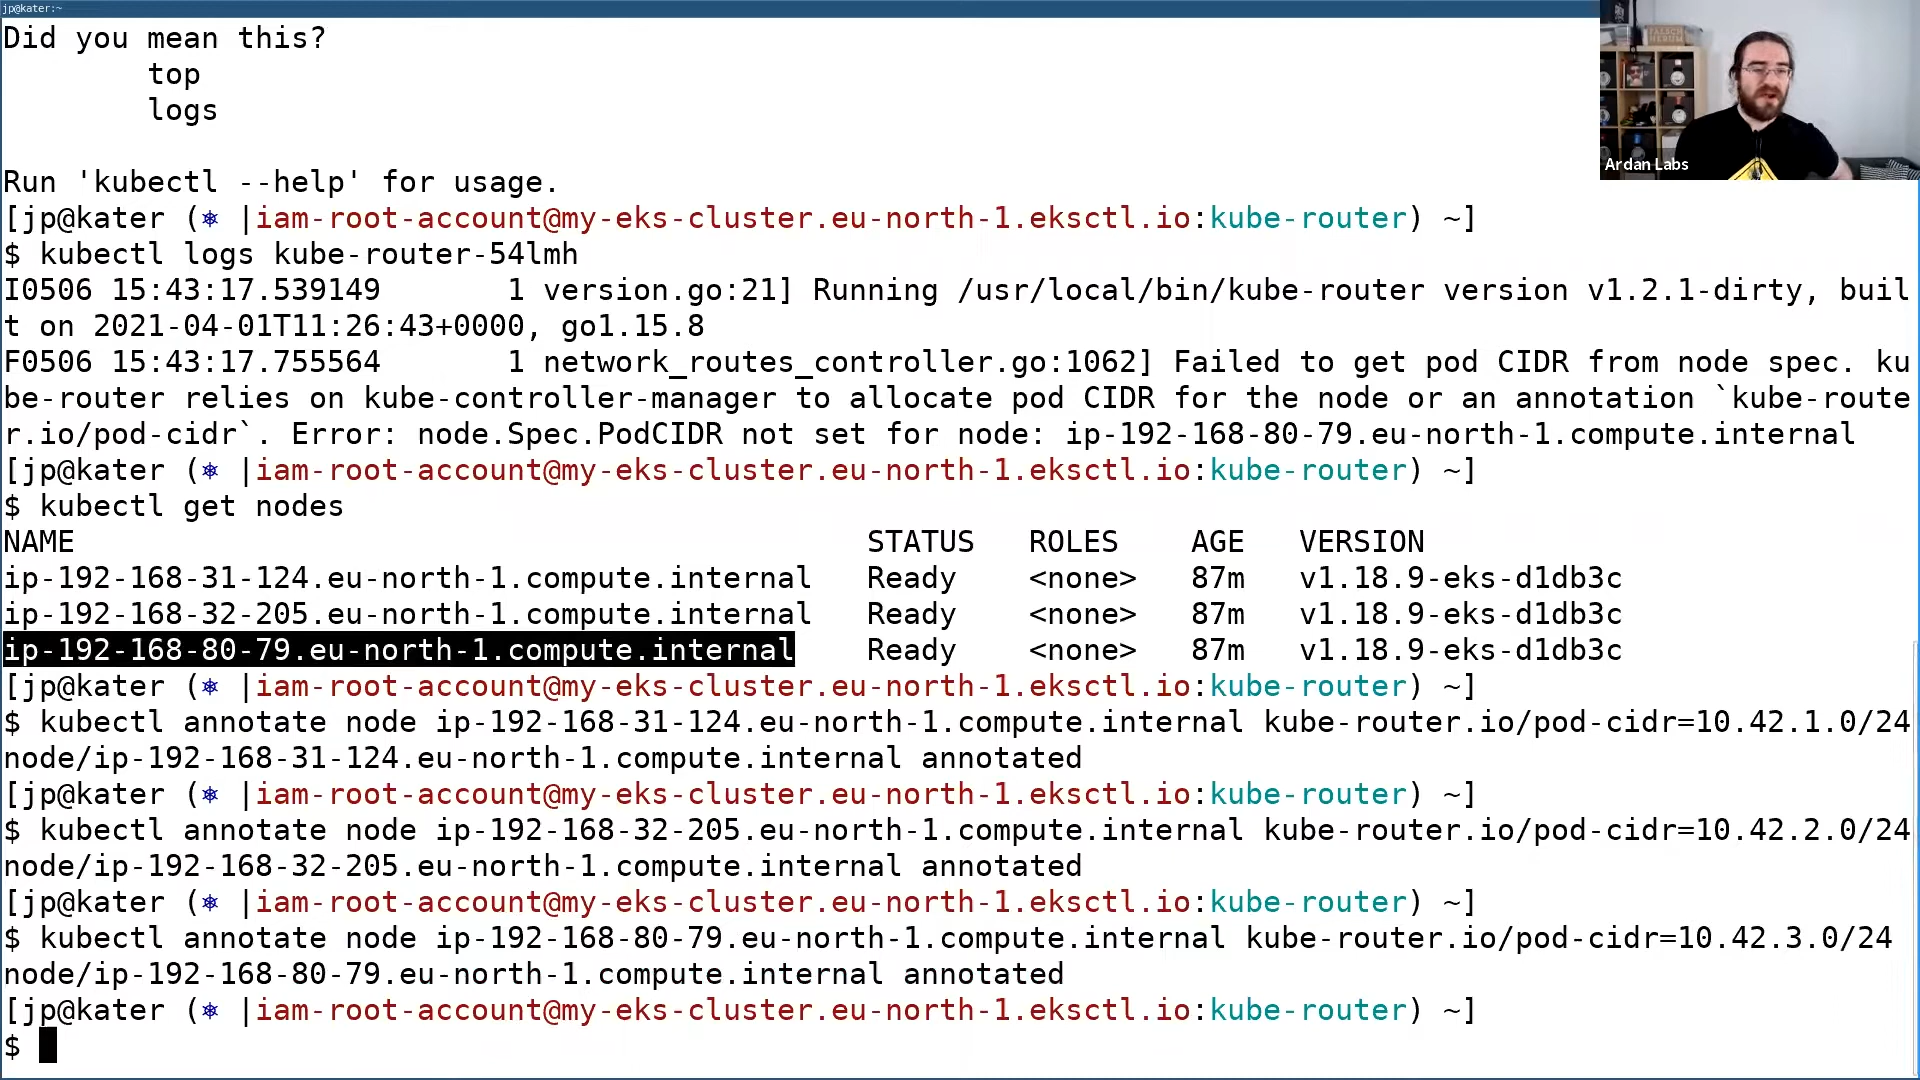 jp@kater:~
Did you mean this?
top
logs
Run 'kubectl --help' for usage.
[jp@kater (⎈ |iam-root-account@my-eks-cluster.eu-north-1.eksctl.io:kube-router) ~]
$ kubectl logs kube-router-54lmh
I0506 15:43:17.539149       1 version.go:21] Running /usr/local/bin/kube-router version v1.2.1-dirty, buil
t on 2021-04-01T11:26:43+0000, go1.15.8
F0506 15:43:17.755564       1 network_routes_controller.go:1062] Failed to get pod CIDR from node spec. ku
be-router relies on kube-controller-manager to allocate pod CIDR for the node or an annotation `kube-route
r.io/pod-cidr`. Error: node.Spec.PodCIDR not set for node: ip-192-168-80-79.eu-north-1.compute.internal
[jp@kater (⎈ |iam-root-account@my-eks-cluster.eu-north-1.eksctl.io:kube-router) ~]
$ kubectl get nodes
NAME                                            STATUS   ROLES    AGE   VERSION
ip-192-168-31-124.eu-north-1.compute.internal   Ready    <none>   87m   v1.18.9-eks-d1db3c
ip-192-168-32-205.eu-north-1.compute.internal   Ready    <none>   87m   v1.18.9-eks-d1db3c
ip-192-168-80-79.eu-north-1.compute.internal    Ready    <none>   87m   v1.18.9-eks-d1db3c
[jp@kater (⎈ |iam-root-account@my-eks-cluster.eu-north-1.eksctl.io:kube-router) ~]
$ kubectl annotate node ip-192-168-31-124.eu-north-1.compute.internal kube-router.io/pod-cidr=10.42.1.0/24
node/ip-192-168-31-124.eu-north-1.compute.internal annotated
[jp@kater (⎈ |iam-root-account@my-eks-cluster.eu-north-1.eksctl.io:kube-router) ~]
$ kubectl annotate node ip-192-168-32-205.eu-north-1.compute.internal kube-router.io/pod-cidr=10.42.2.0/24
node/ip-192-168-32-205.eu-north-1.compute.internal annotated
[jp@kater (⎈ |iam-root-account@my-eks-cluster.eu-north-1.eksctl.io:kube-router) ~]
$ kubectl annotate node ip-192-168-80-79.eu-north-1.compute.internal kube-router.io/pod-cidr=10.42.3.0/24
node/ip-192-168-80-79.eu-north-1.compute.internal annotated
[jp@kater (⎈ |iam-root-account@my-eks-cluster.eu-north-1.eksctl.io:kube-router) ~]
$
Ardan Labs